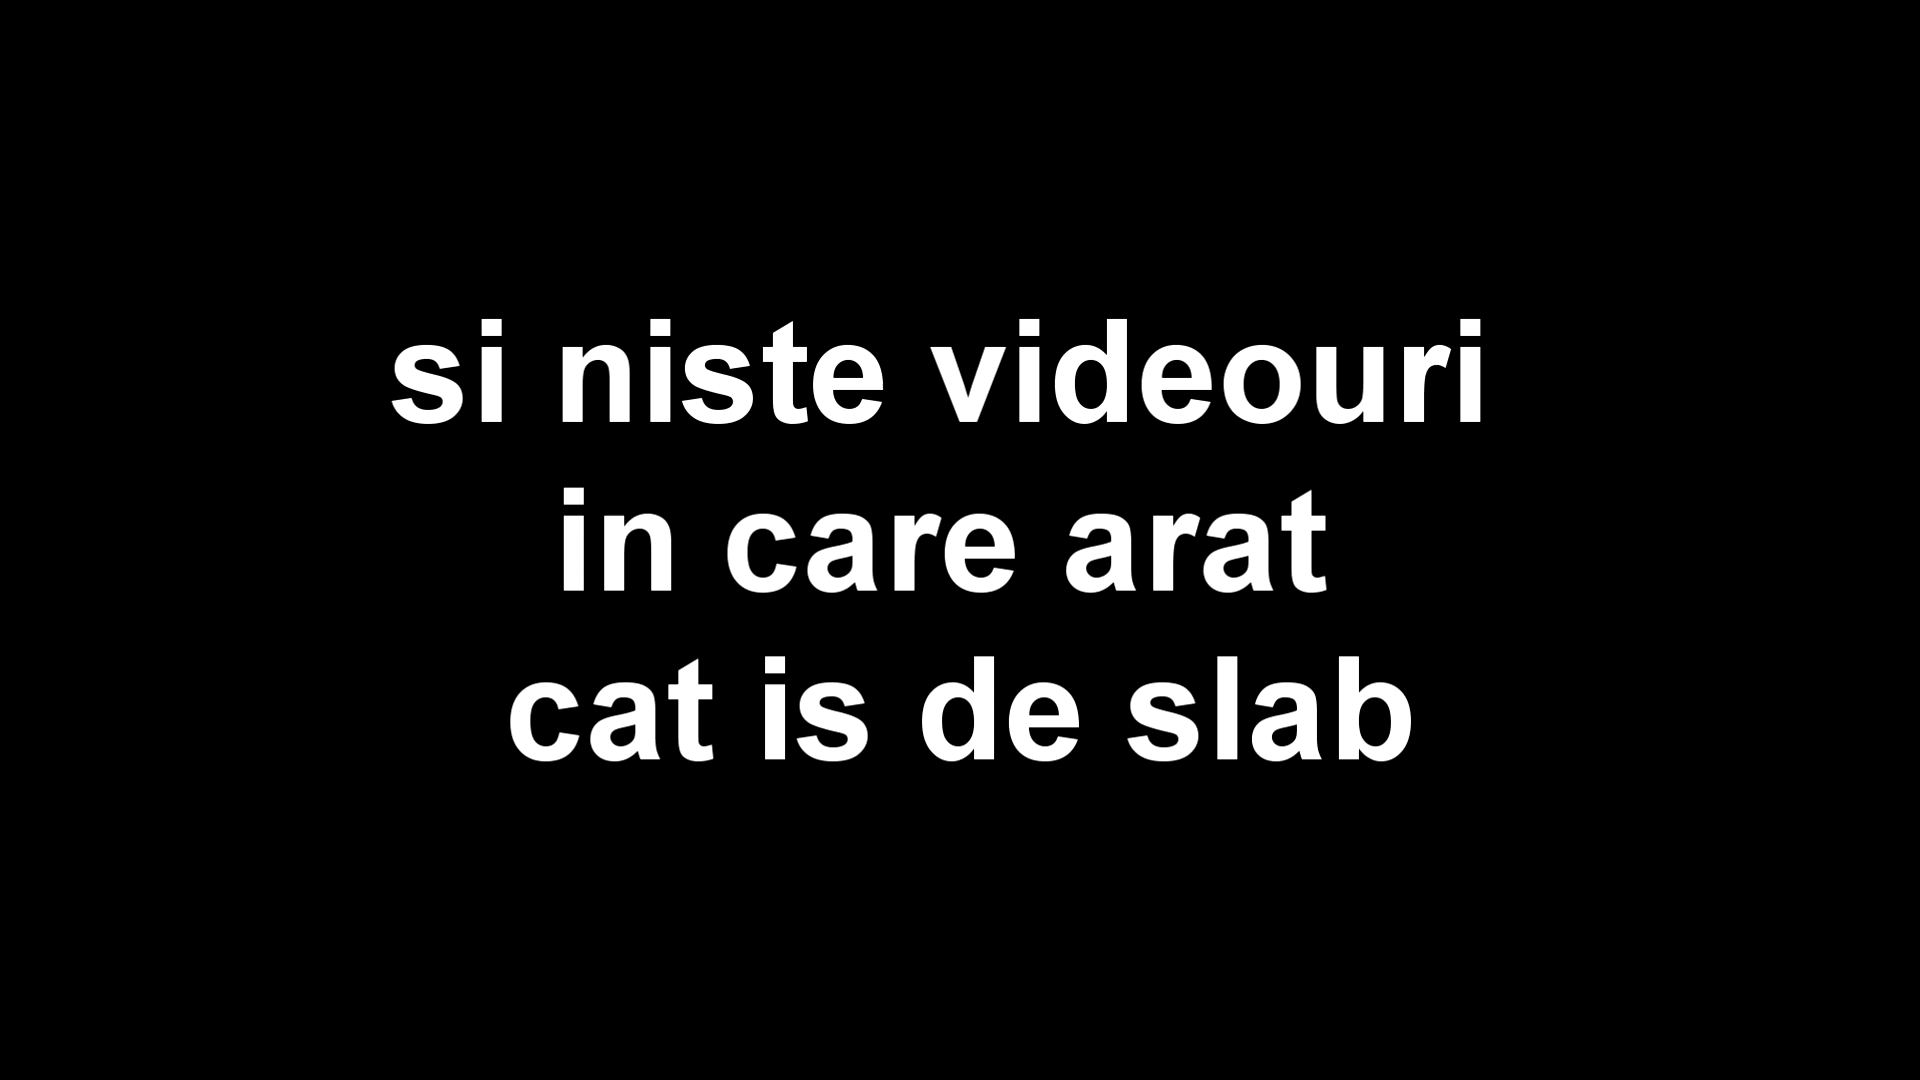 si niste videouri
in care arat
cat is de slab